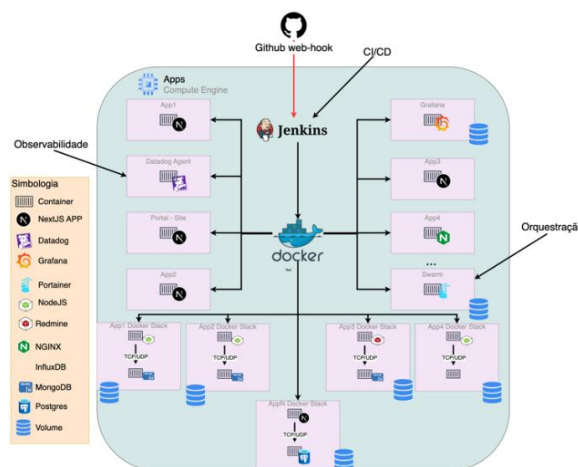 Github web-hook
CI/CD
Apps
Compute Engine
App1
Jenkins
Grafana
Observabilidade
Datadog Agent
App3
Simbologia
Container
NextJS APP
Datadog
Grafana
Portainer
NodeJS
Redmine
NGINX
InfluxDB
MongoDB
Postgres
Volume
Portal - Site
docker
App4
Orquestraçã
...
App2
Swarm
App1 Docker Stack
App2 Docker Stack
App3 Docker Stack
App4 Docker Stack
TCP/UDP
TCP/UDP
TCP/UDP
TCP/UDP
AppN Docker Stack
TCP/UDP